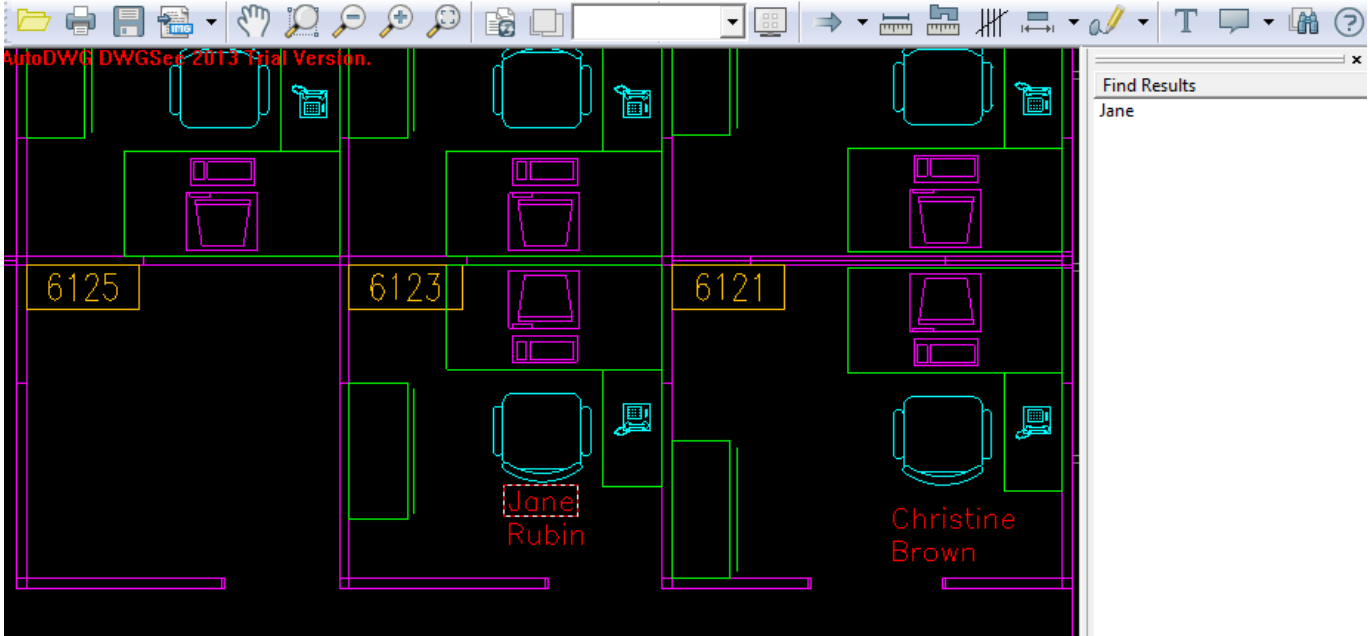 AutoDWG DWGSee 2013 Trial Version.
Find Results
Jane
6125
6123
6121
Jane
Rubin
Christine
Brown